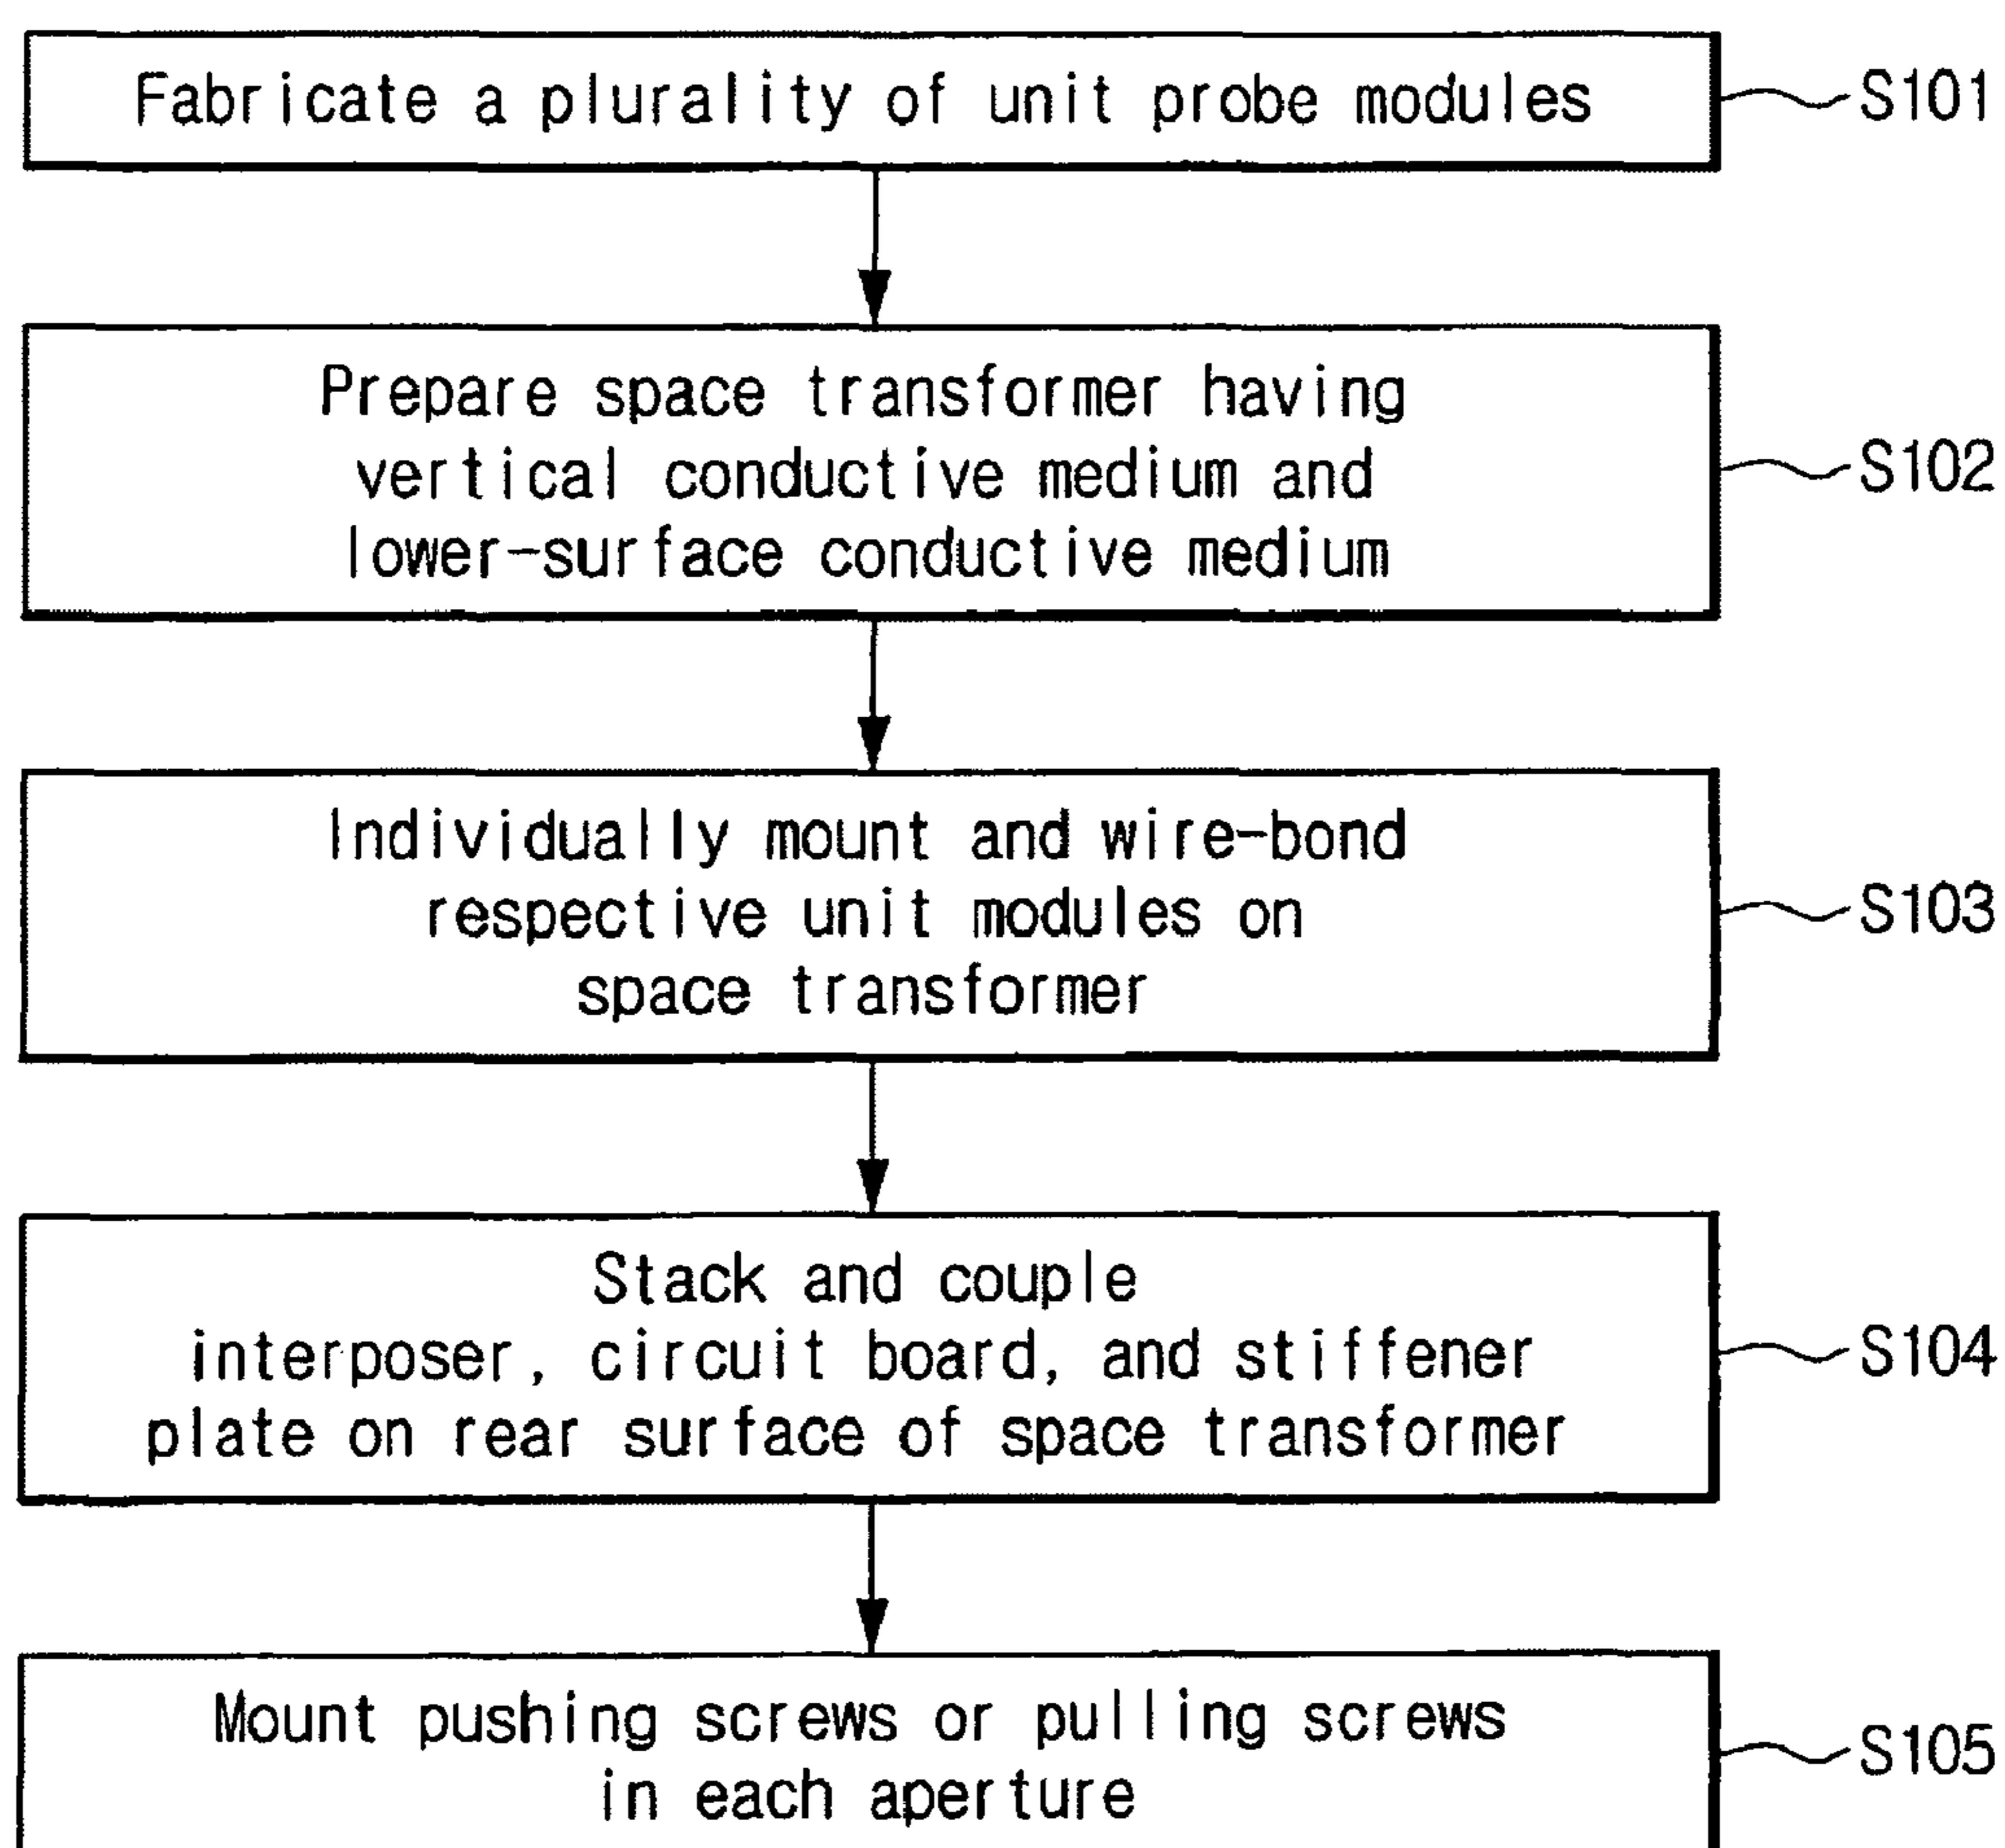 Fabricate a plurality of unit probe modules
S101
Prepare space transformer having
vertical conductive medium and
lower-surface conductive medium
S102
Individually mount and wire-bond
respective unit modules on
space transformer
S103
Stack and couple
interposer, circuit board, and stiffener
plate on rear surface of space transformer
S104
Mount pushing screws or pulling screws
in each aperture
S105